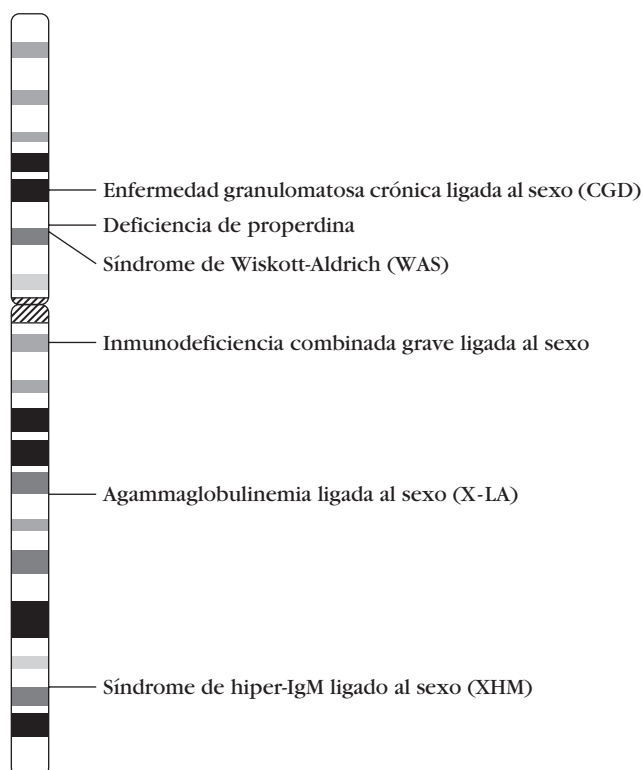 Enfermedad granulomatosa crónica ligada al sexo (CGD)
Deficiencia de properdina
Síndrome de Wiskott-Aldrich (WAS)
Inmunodeficiencia combinada grave ligada al sexo
Agammaglobulinemia ligada al sexo (X-LA)
Síndrome de hiper-IgM ligado al sexo (XHM)